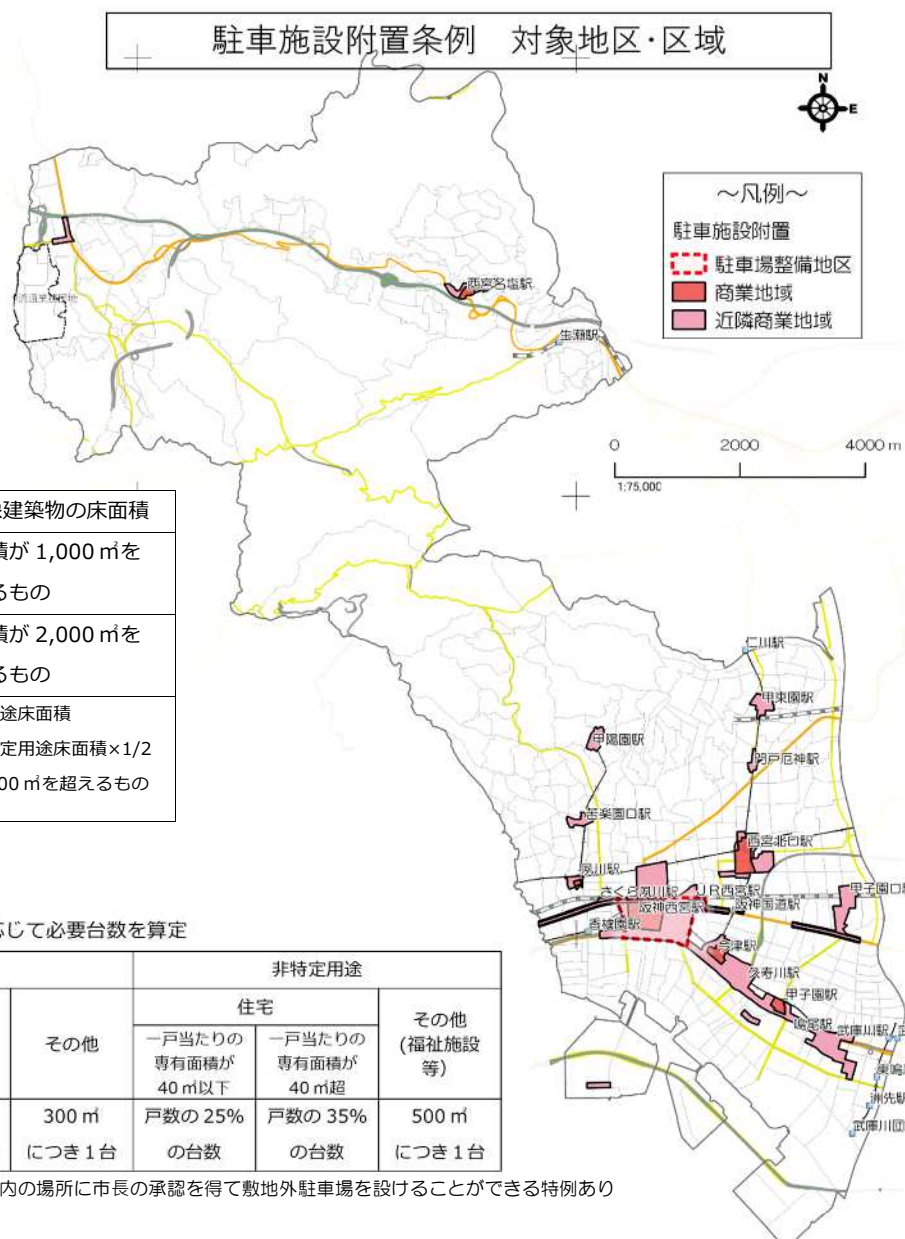 駐車施設附置条例　対象地区・区域
N
E
～凡例～
駐車施設附置
駐車場整備地区
商業地域
近隣商業地域
西宮名塩駅
生瀬駅
0 2000 4000 m
1:75,000
建築物の床面積
積が 1,000 ㎡を
るもの
積が 2,000 ㎡を
るもの
途床面積
定用途床面積×1/2
00 ㎡を超えるもの
仁川駅
甲東園駅
甲陽園駅
門戸厄神駅
苦楽園口駅
西宮北口駅
夙川駅
さくら夙川駅
JR西宮駅
甲子園口駅
阪神西宮駅
阪神国道駅
香櫨園駅
今津駅
久寿川駅
甲子園駅
鳴尾駅
武庫川駅
東鳴
洲先駅
武庫川団
応じて必要台数を算定
非特定用途
その他
住宅
その他
(福祉施設
等)
一戸当たりの
専有面積が
40 ㎡以下
一戸当たりの
専有面積が
40 ㎡超
300 ㎡
につき 1 台
戸数の 25%
の台数
戸数の 35%
の台数
500 ㎡
につき 1 台
内の場所に市長の承認を得て敷地外駐車場を設けることができる特例あり